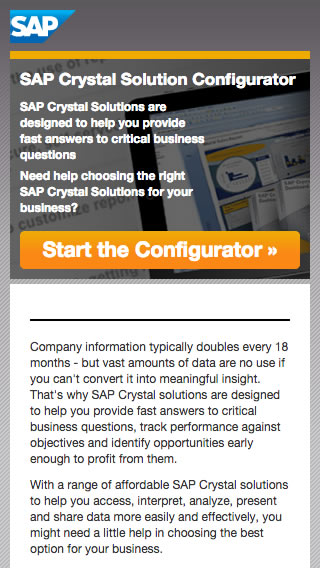 SAP
SAP Crystal Solution Configurator
SAP Crystal Solutions are
designed to help you provide
fast answers to critical business
questions
Need help choosing the right
SAP Crystal Solutions for your
business?
Start the Configurator »
Company information typically doubles every 18
months - but vast amounts of data are no use if
you can't convert it into meaningful insight.
That's why SAP Crystal solutions are designed
to help you provide fast answers to critical
business questions, track performance against
objectives and identify opportunities early
enough to profit from them.
With a range of affordable SAP Crystal solutions
to help you access, interpret, analyze, present
and share data more easily and effectively, you
might need a little help in choosing the best
option for your business.